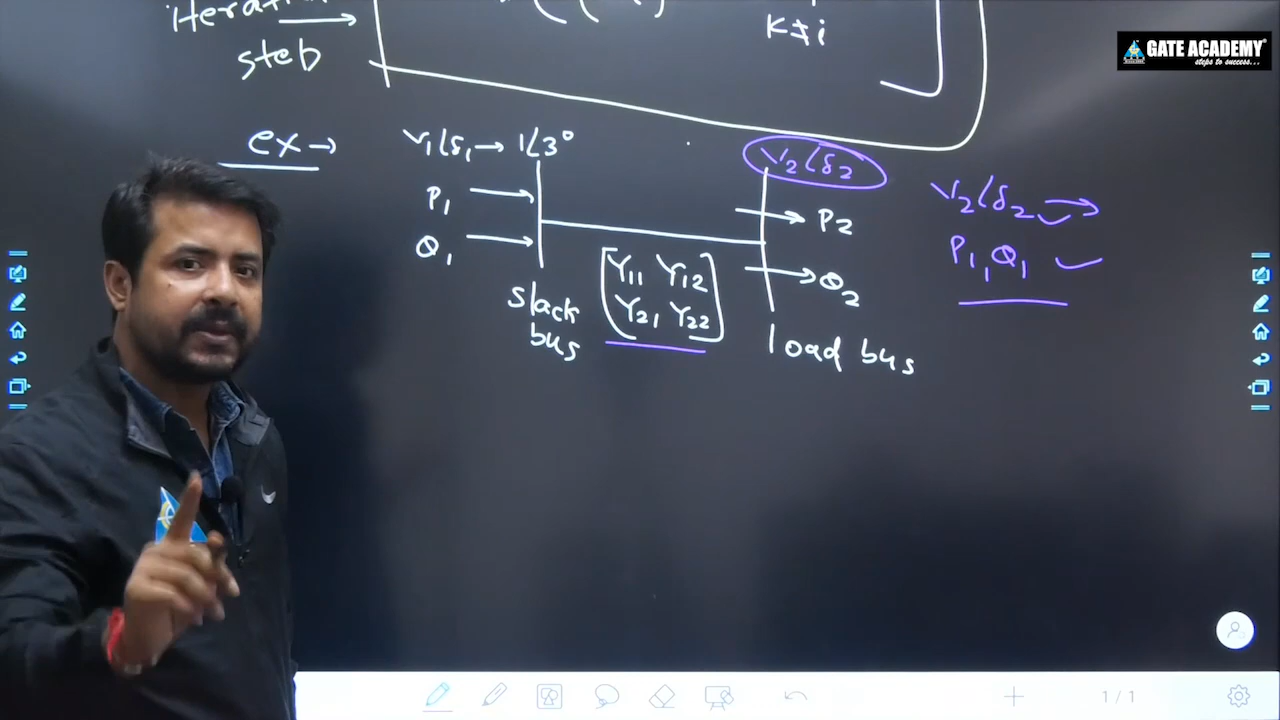 GATE ACADEMY
steps to success...
K≠i
step
ex →
V₁∠δ₁ → 1∠3°
P₁
Q₁
V₂∠δ₂
P₂
Q₂
V₂∠δ₂ →
P₁, Q₁ ✓
Y₁₁ Y₁₂
Y₂₁ Y₂₂
slack
bus
load bus
1/1